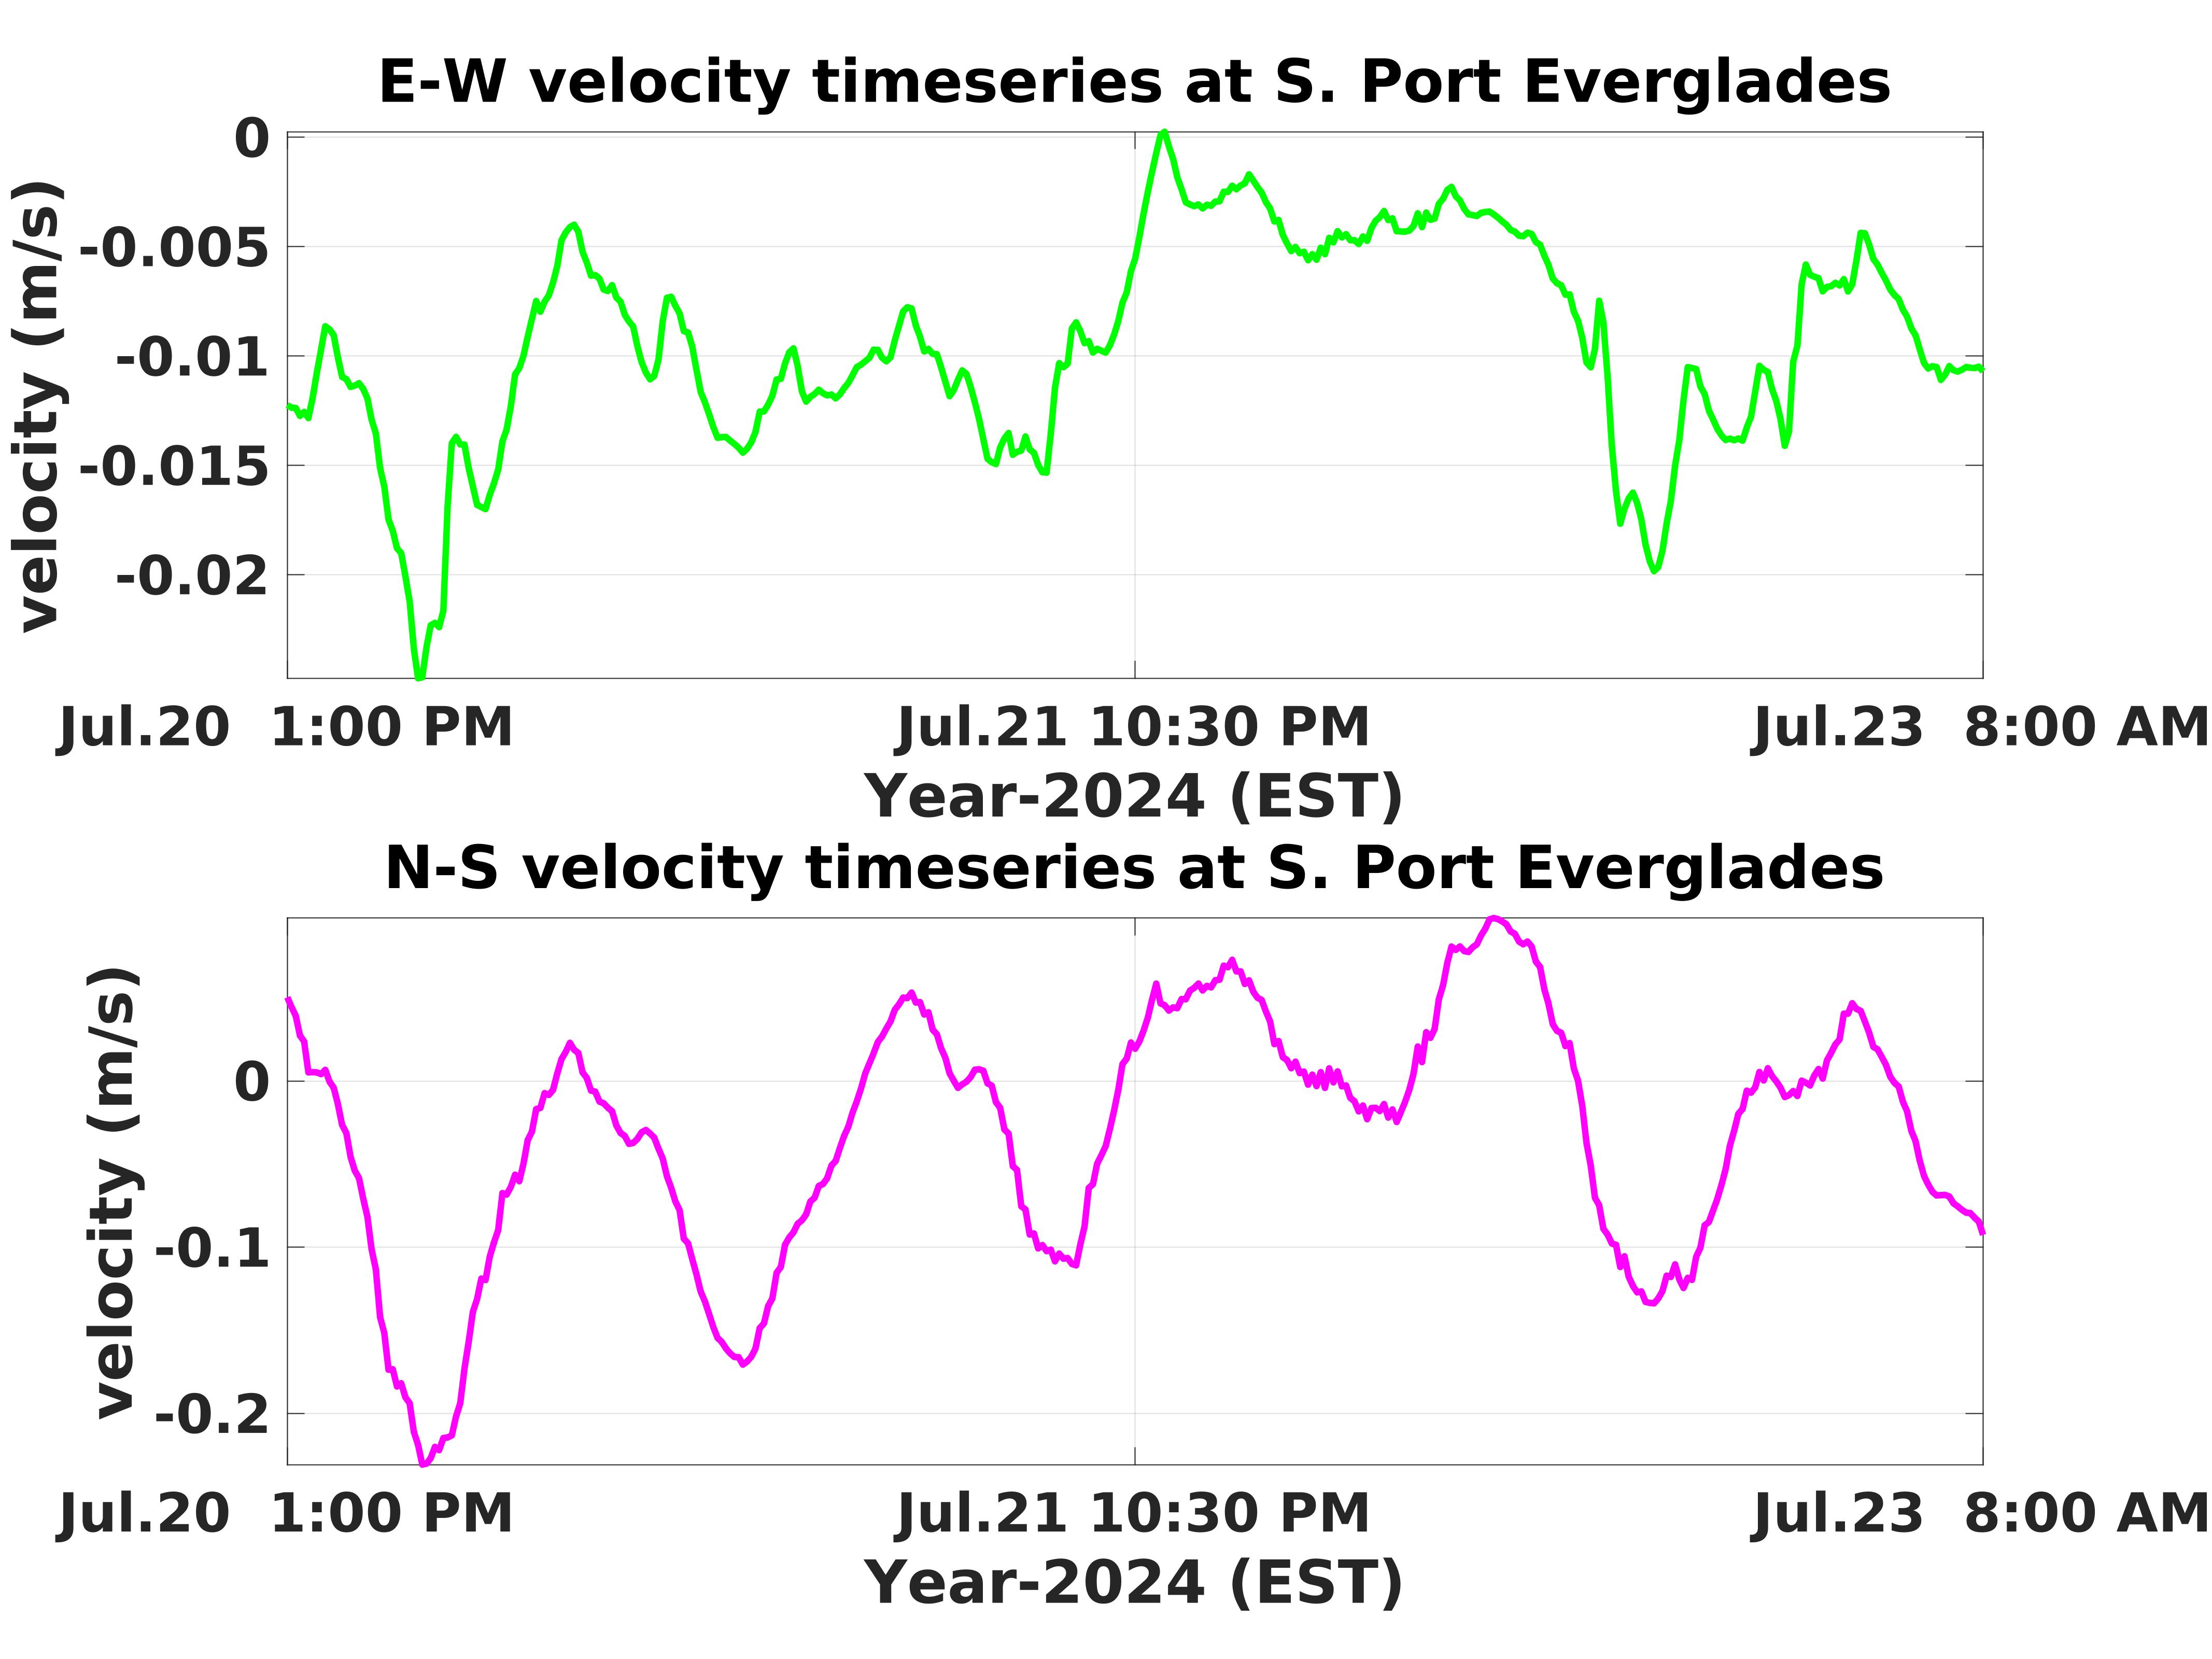 E-W velocity timeseries at S. Port Everglades
velocity (m/s)
0
-0.005
-0.01
-0.015
-0.02
Jul.20  1:00 PM
Jul.21 10:30 PM
Jul.23  8:00 AM
Year-2024 (EST)
N-S velocity timeseries at S. Port Everglades
velocity (m/s)
0
-0.1
-0.2
Jul.20  1:00 PM
Jul.21 10:30 PM
Jul.23  8:00 AM
Year-2024 (EST)